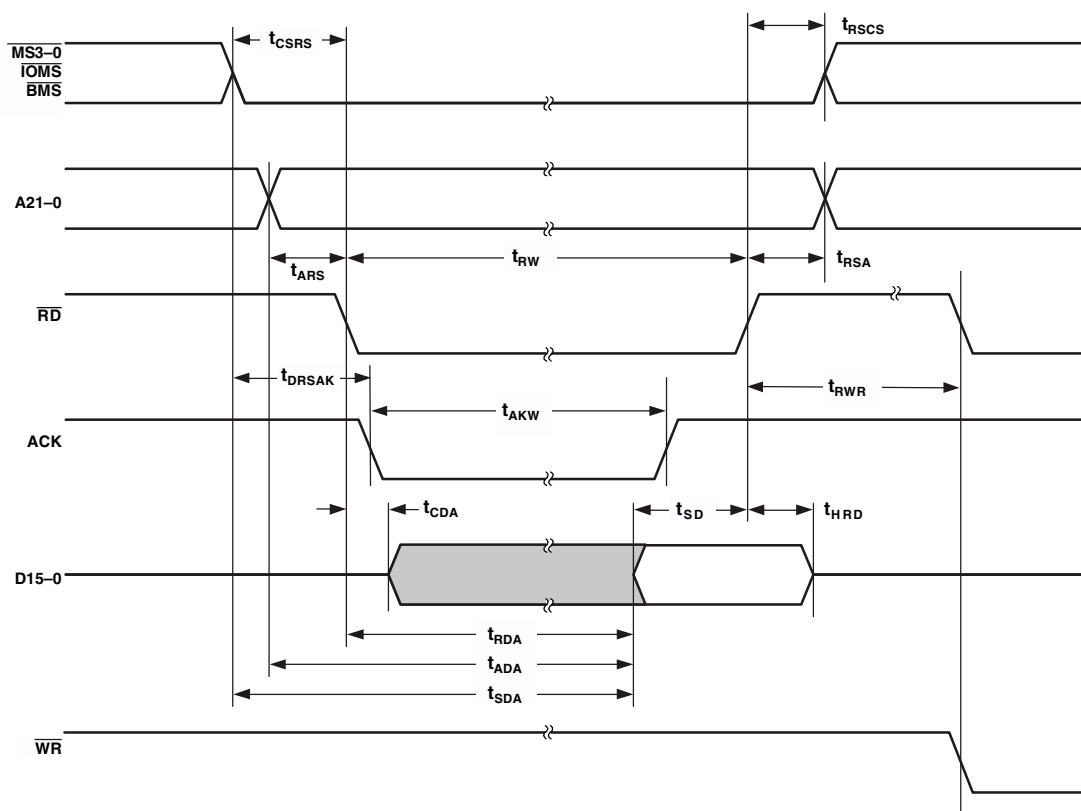 tCSRS
tRSCS
MS3–0
IOMS
BMS
A21–0
tARS
tRW
tRSA
RD
tDRSAK
tAKW
tRWR
ACK
tCDA
tSD
tHRD
D15–0
tRDA
tADA
tSDA
WR